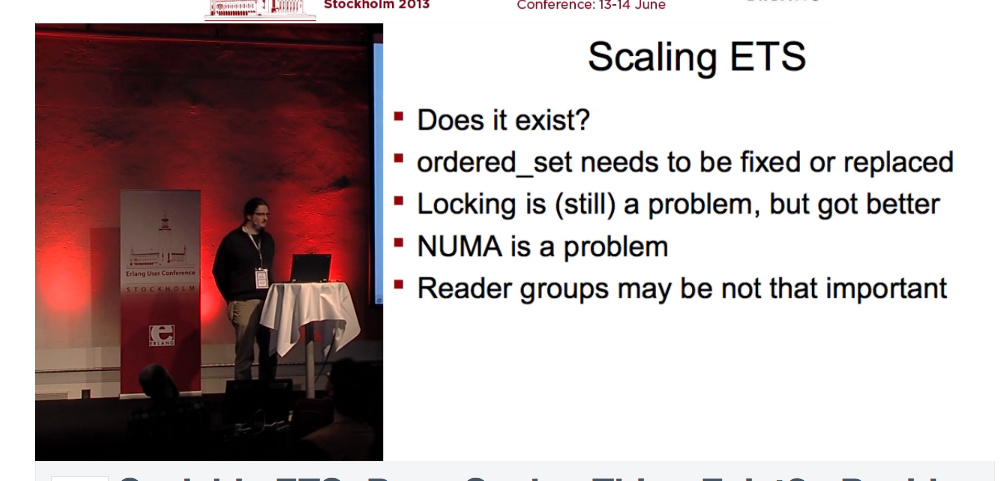 Stockholm 2013
Conference: 13-14 June
Scaling ETS
Does it exist?
ordered_set needs to be fixed or replaced
Locking is (still) a problem, but got better
NUMA is a problem
Reader groups may be not that important
Erlang User Conference
STOCKHOLM
e
ERLANG